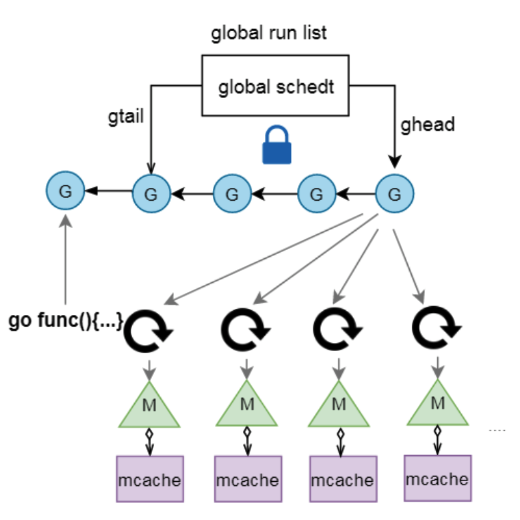 global run list
global schedt
gtail
ghead
G
G
G
G
G
go func(){...}
M
M
M
M
mcache
mcache
mcache
mcache
....